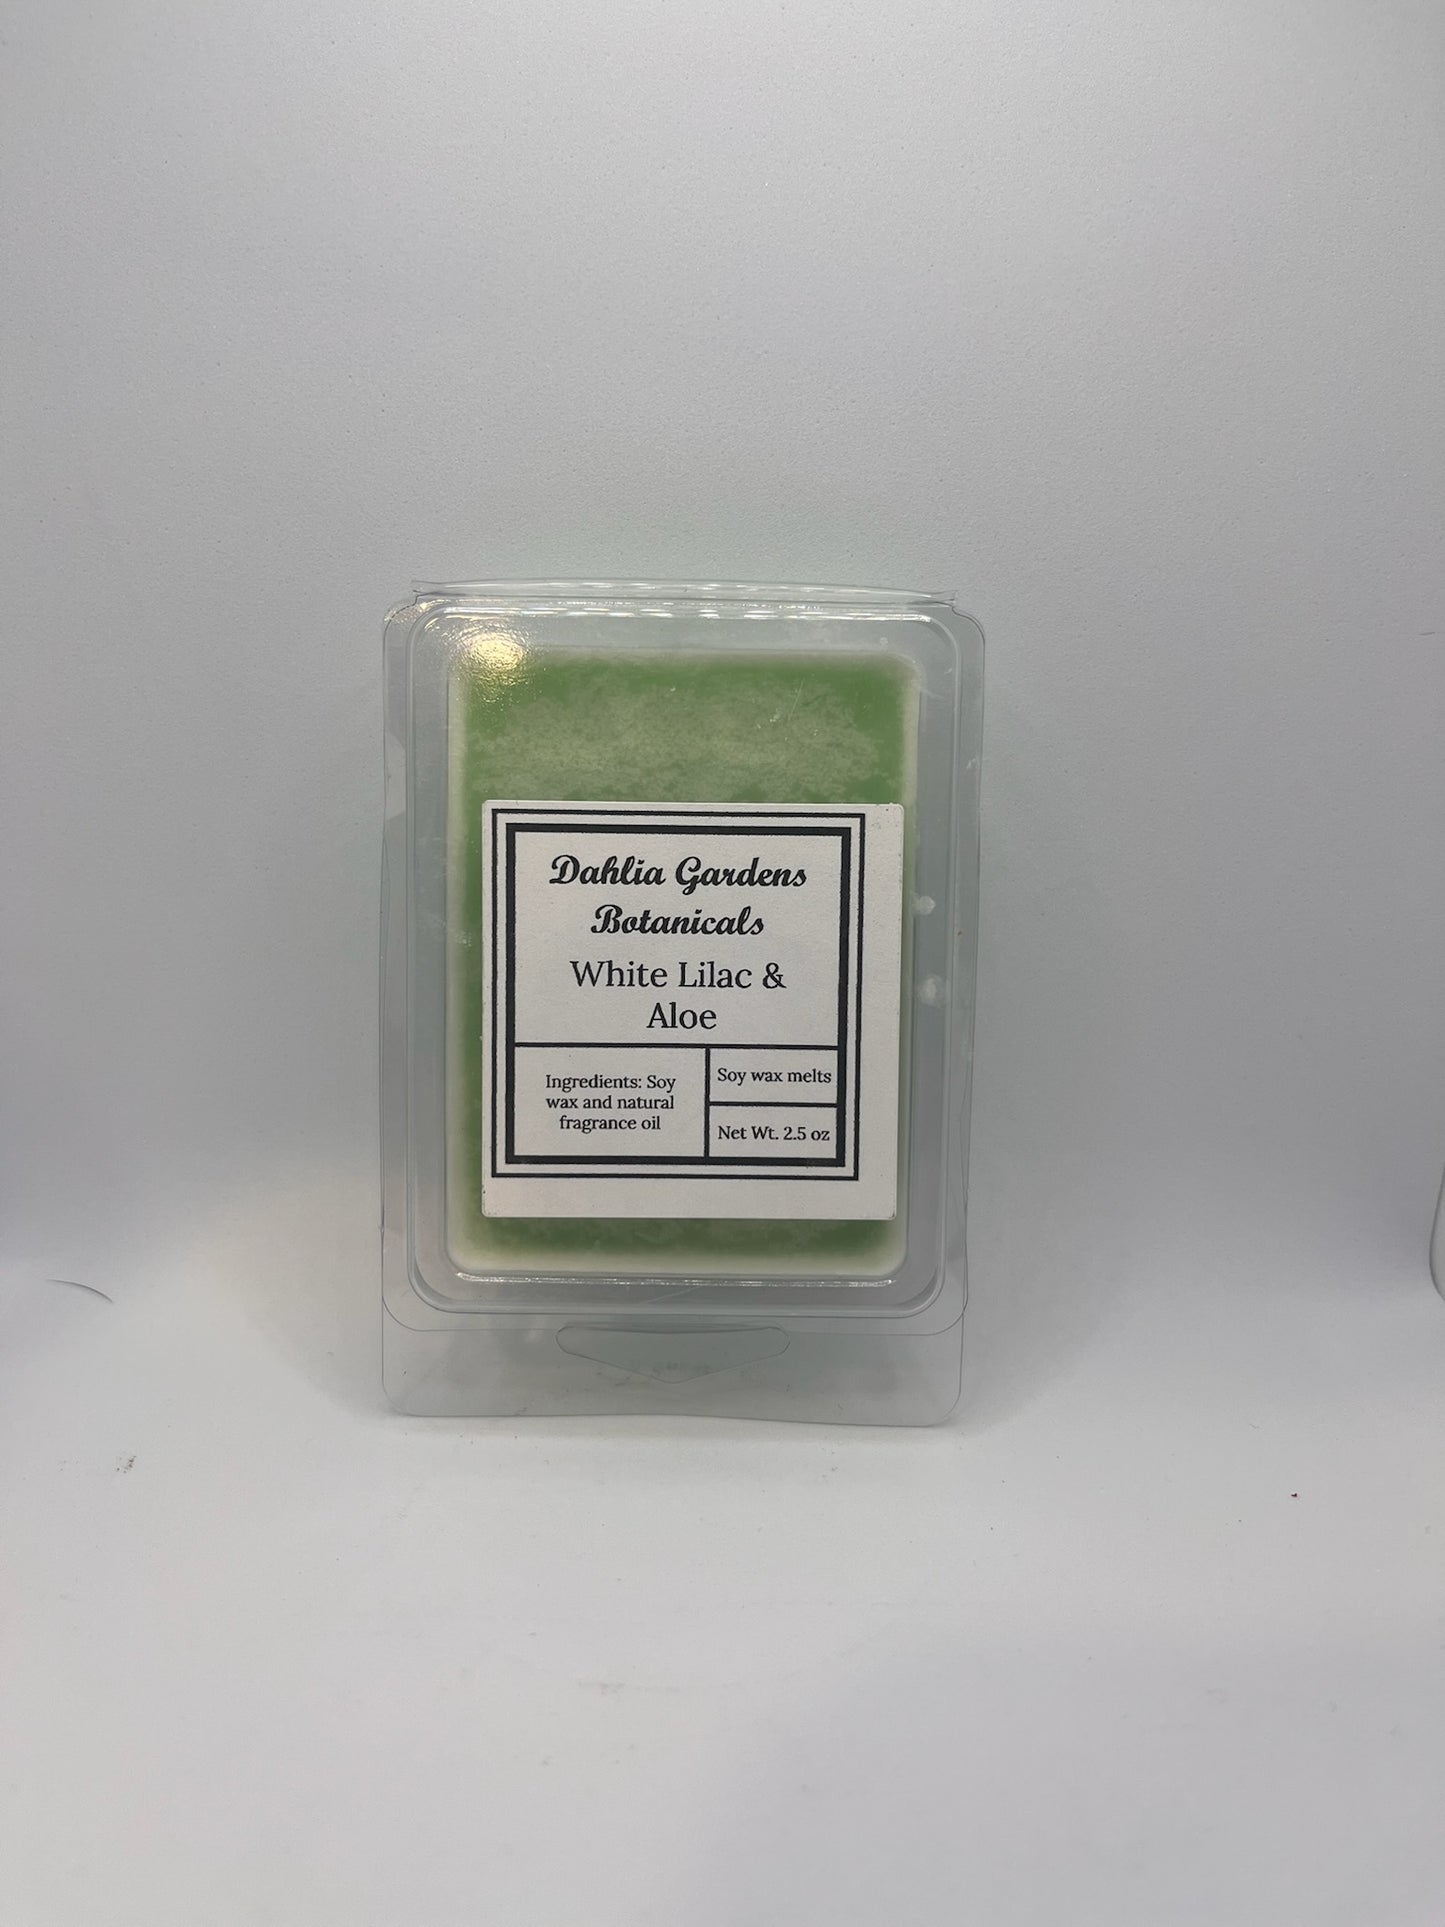 Dahlia Gardens
Botanicals
White Lilac &
Aloe
Ingredients: Soy
wax and natural
fragrance oil
Soy wax melts
Net Wt. 2.5 oz